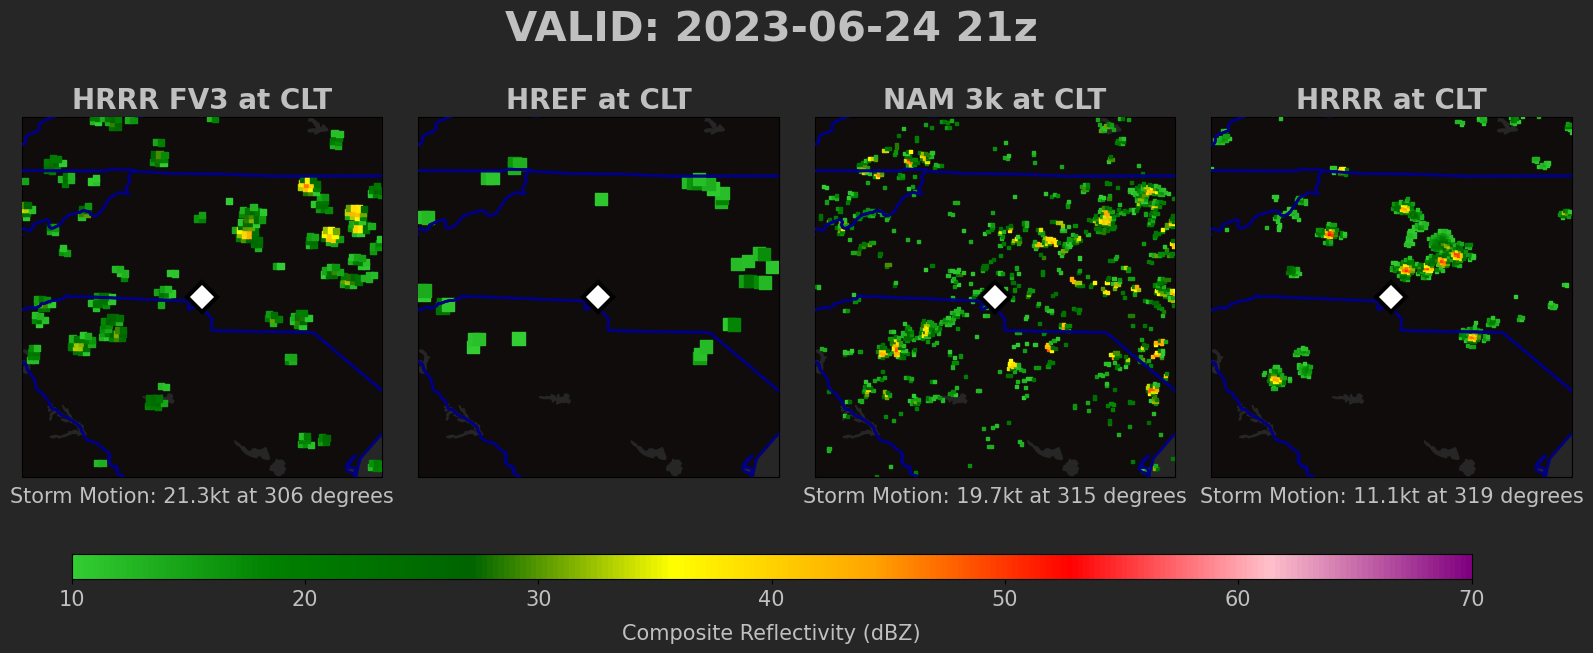 VALID: 2023-06-24 21z
HRRR FV3 at CLT
HREF at CLT
NAM 3k at CLT
HRRR at CLT
Storm Motion: 21.3kt at 306 degrees
Storm Motion: 19.7kt at 315 degrees
Storm Motion: 11.1kt at 319 degrees
10 20 30 40 50 60 70
Composite Reflectivity (dBZ)